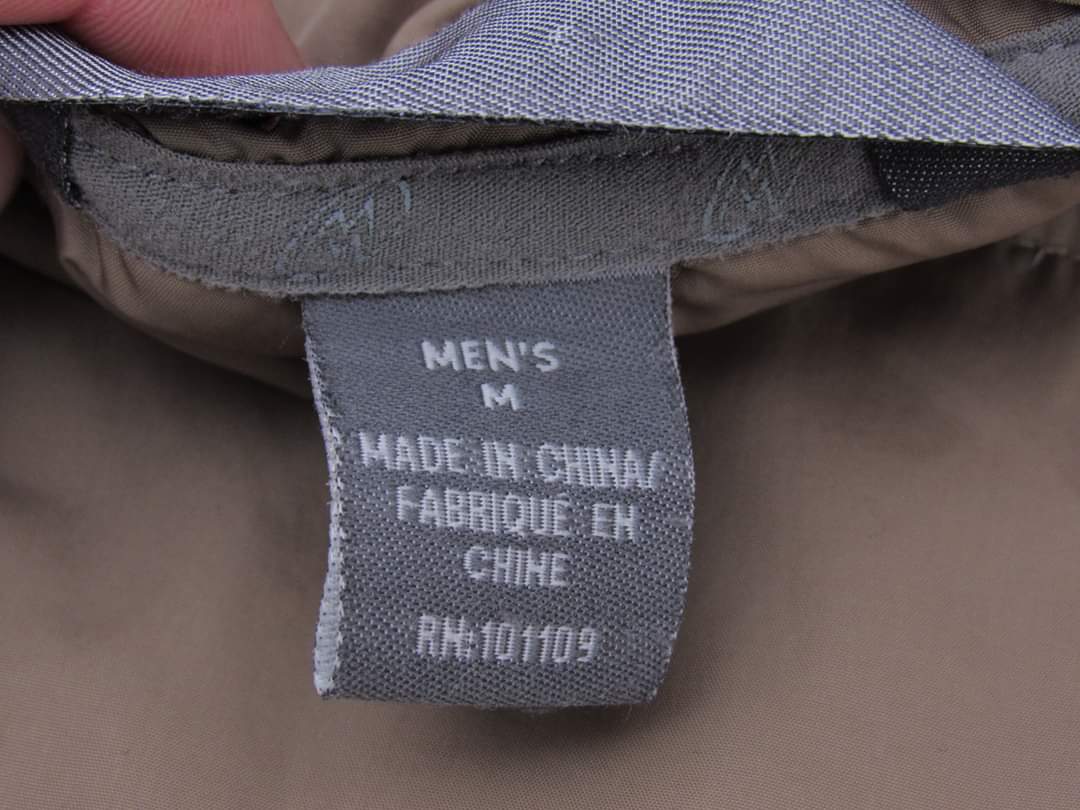 MEN'S
M
MADE IN CHINA/
FABRIQUÉ EN
CHINE
RN:101109